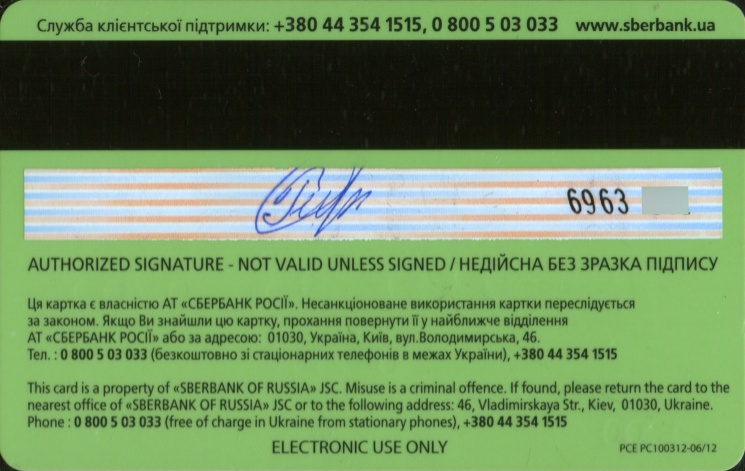 Служба клієнтської підтримки: +380 44 354 1515, 0 800 5 03 033 www.sberbank.ua
6963
AUTHORIZED SIGNATURE - NOT VALID UNLESS SIGNED / НЕДІЙСНА БЕЗ ЗРАЗКА ПІДПИСУ
Ця картка є власністю АТ «СБЕРБАНК РОСІЇ». Несанкціоноване використання картки переслідується
за законом. Якщо Ви знайшли цю картку, прохання повернути її у найближче відділення
АТ «СБЕРБАНК РОСІЇ» або за адресою: 01030, Україна, Київ, вул.Володимирська, 46.
Тел. : 0 800 5 03 033 (безкоштовно зі стаціонарних телефонів в межах України), +380 44 354 1515
This card is a property of «SBERBANK OF RUSSIA» JSC. Misuse is a criminal offence. If found, please return the card to the
nearest office of «SBERBANK OF RUSSIA» JSC or to the following address: 46, Vladimirskaya Str., Kiev, 01030, Ukraine.
Phone : 0 800 5 03 033 (free of charge in Ukraine from stationary phones), +380 44 354 1515
ELECTRONIC USE ONLY
PCE PC100312-06/12